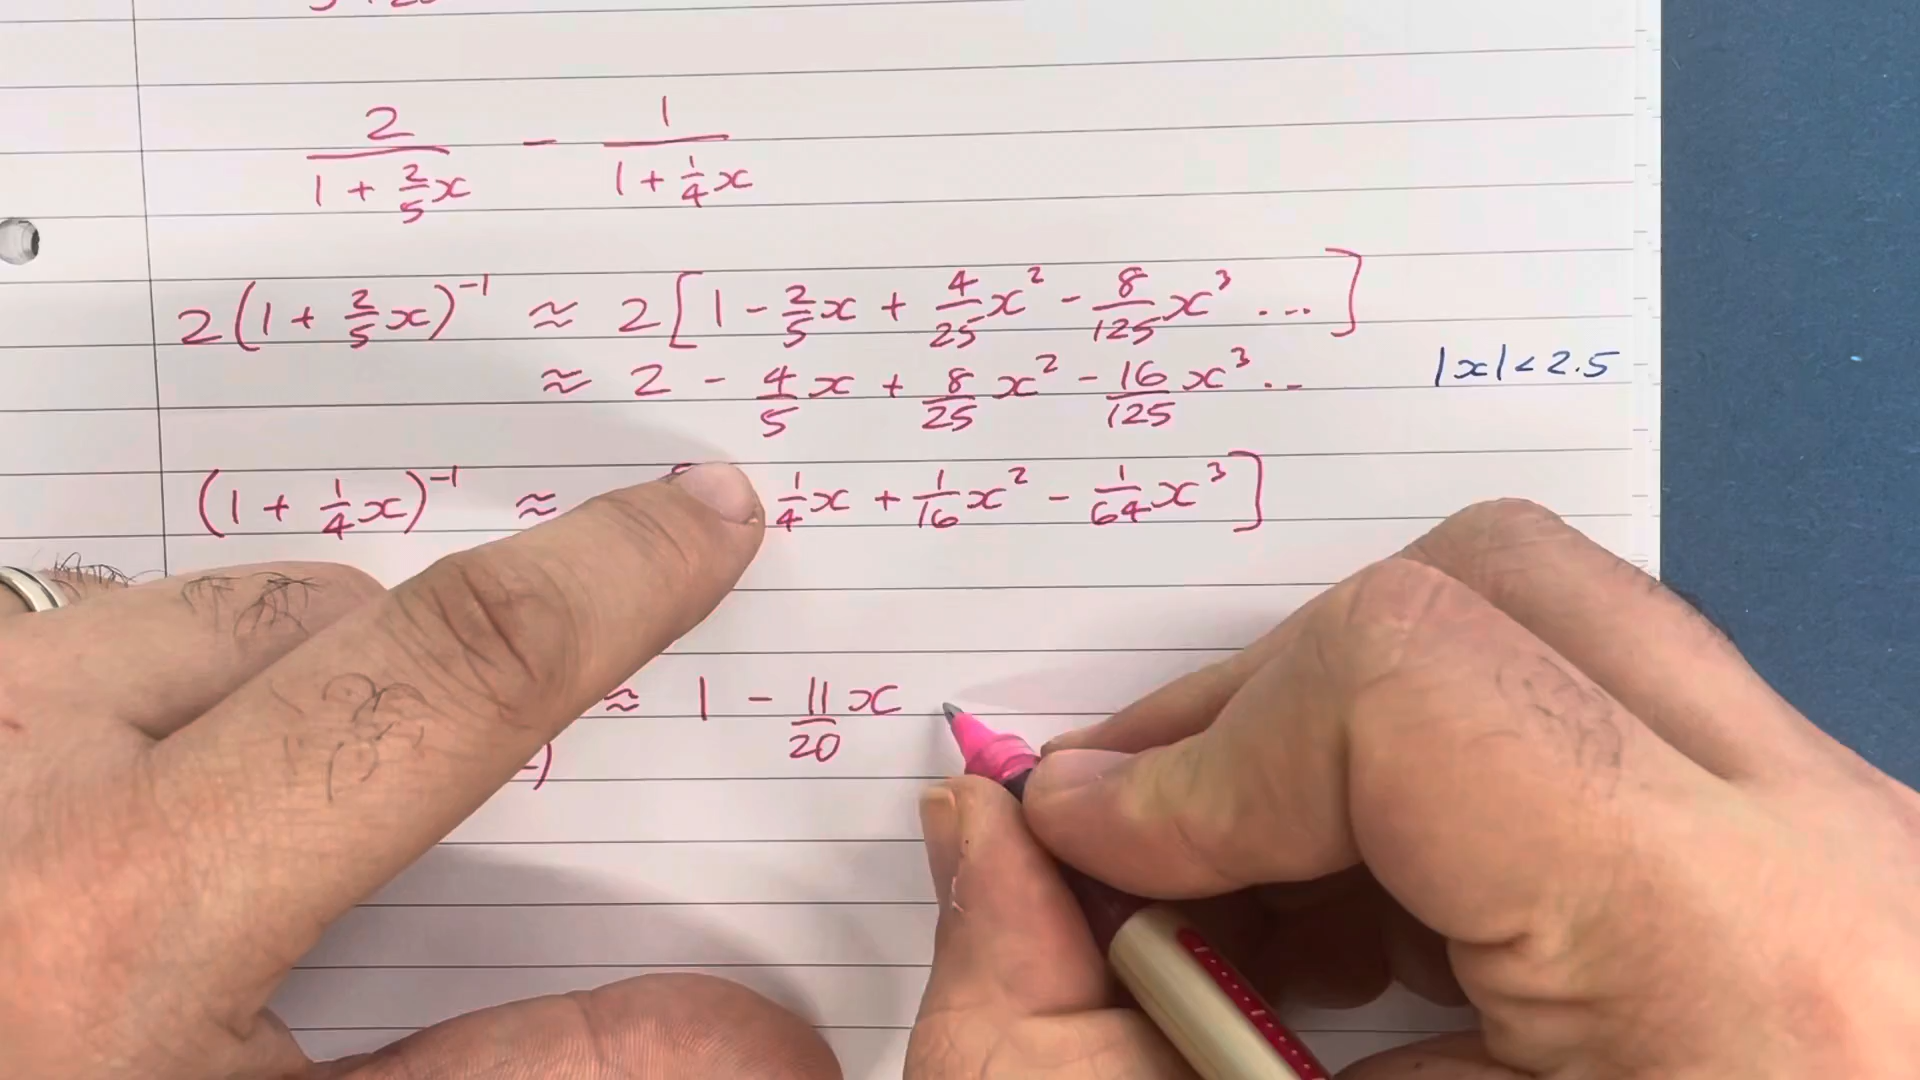 2/(1 + 2/5 x) - 1/(1 + 1/4 x)
2(1 + 2/5 x)^-1 ≈ 2[1 - 2/5 x + 4/25 x² - 8/125 x³ ...]
≈ 2 - 4/5 x + 8/25 x² - 16/125 x³ .. |x| < 2.5
(1 + 1/4 x)^-1 ≈ 1/4 x + 1/16 x² - 1/64 x³]
≈ 1 - 11/20 x